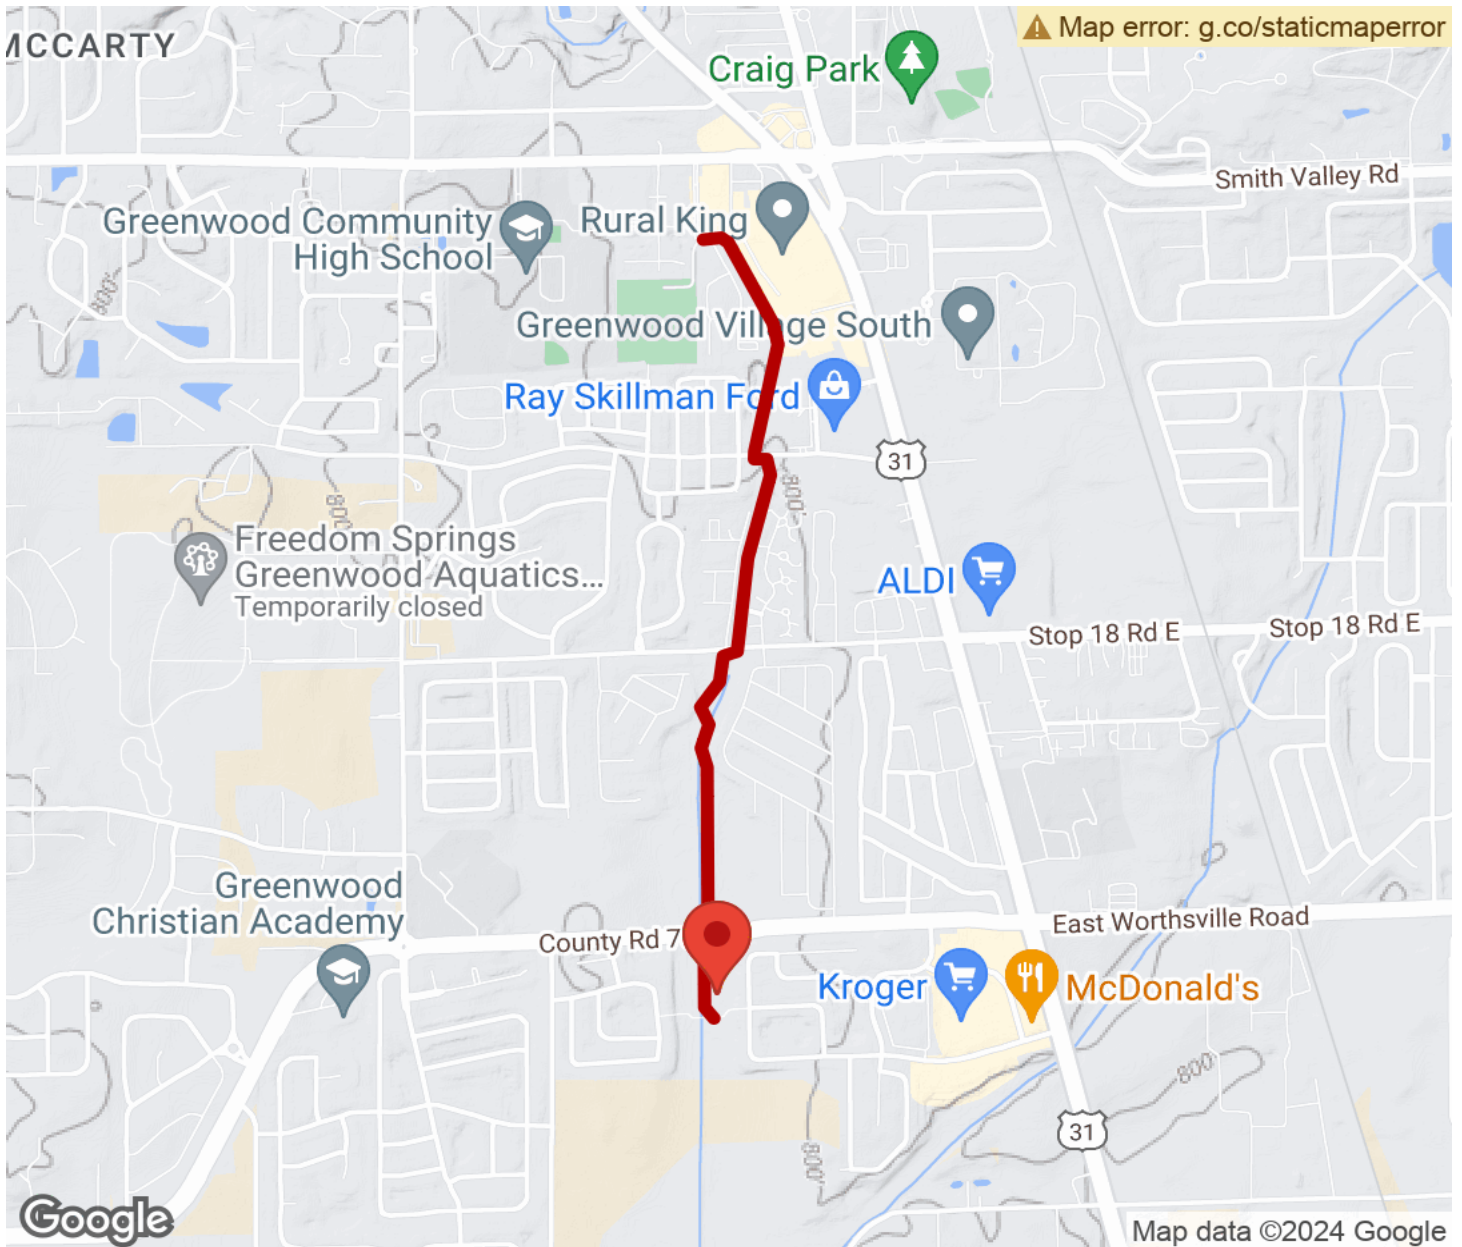 MCCARTY
Map error: g.co/staticmaperror
Craig Park
Smith Valley Rd
Greenwood Community
High School
Rural King
800'
Greenwood Village South
Ray Skillman Ford
31
800'
800'
Freedom Springs
Greenwood Aquatics...
Temporarily closed
ALDI
Stop 18 Rd E
Stop 18 Rd E
Greenwood
Christian Academy
County Rd 7
East Worthsville Road
Kroger
McDonald's
800'
31
800'
Google
Map data ©2024 Google